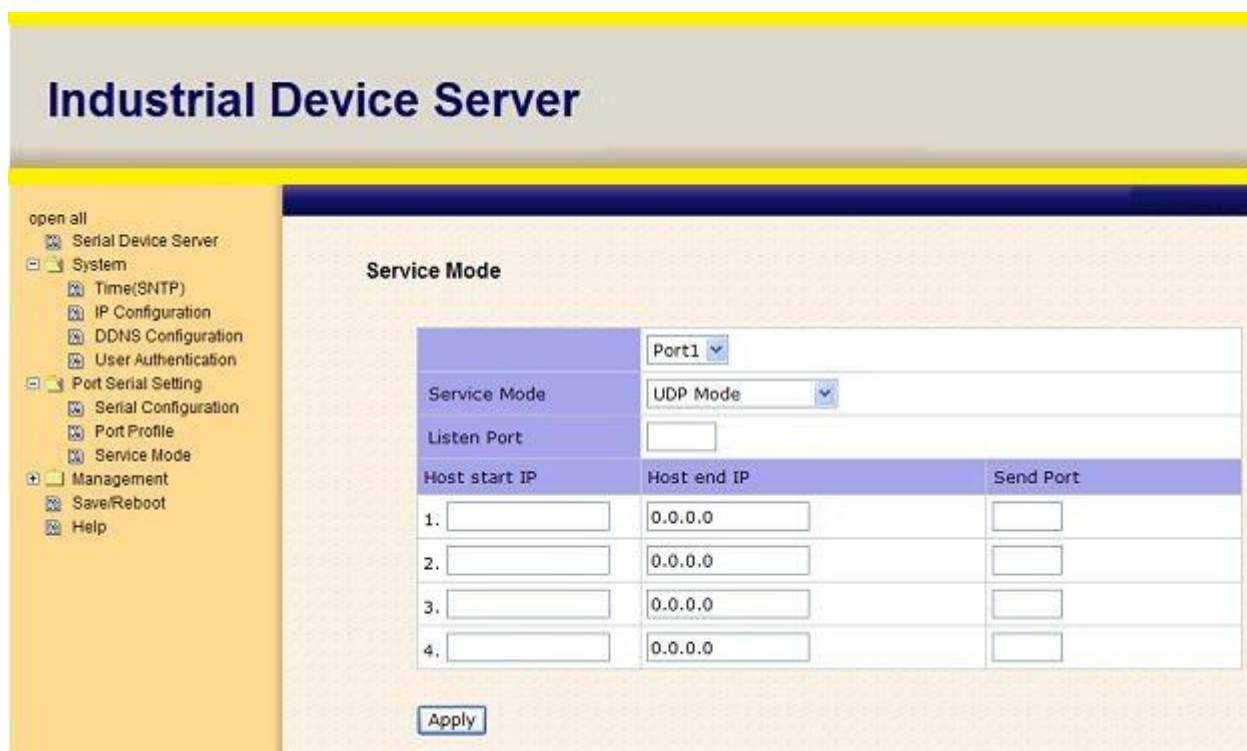 Industrial Device Server
open all
Serial Device Server
System
Time(SNTP)
IP Configuration
DDNS Configuration
User Authentication
Port Serial Setting
Serial Configuration
Port Profile
Service Mode
Management
Save/Reboot
Help
Service Mode
Port1
Service Mode UDP Mode
Listen Port
Host start IP Host end IP Send Port
1. 0.0.0.0
2. 0.0.0.0
3. 0.0.0.0
4. 0.0.0.0
Apply